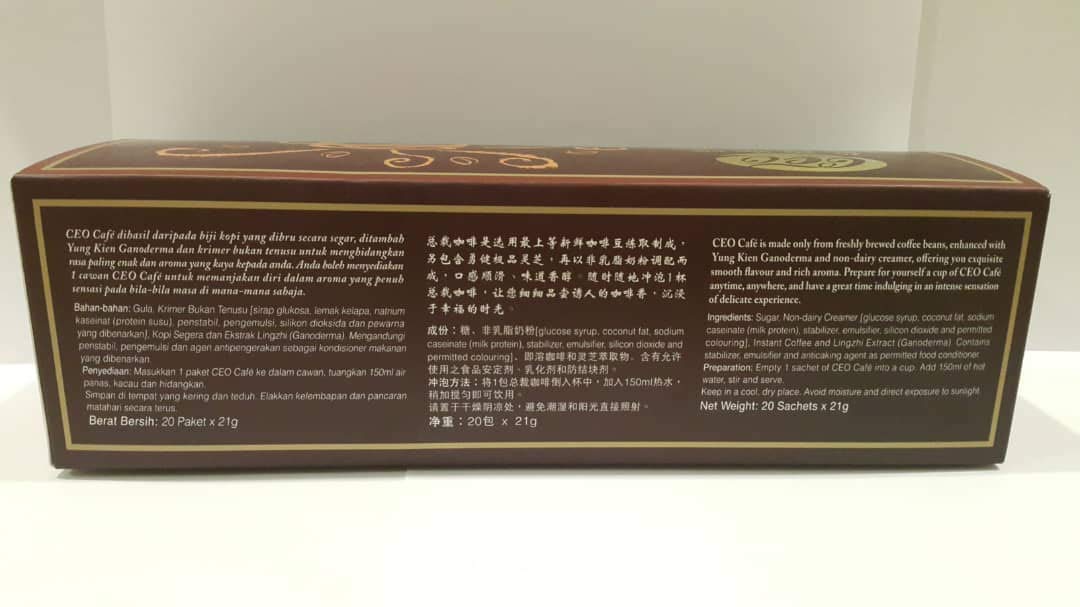 CEO Café dihasil daripada biji kopi yang dibru secara segar, ditambah
Yung Kien Ganoderma dan krimer bukan tenusu untuk menghidangkan
rasa paling enak dan aroma yang kaya kepada anda. Anda boleh menyediakan
1 cawan CEO Café untuk memanjakan diri dalam aroma yang penuh
sensasi pada bila-bila masa di mana-mana sahaja.
Bahan-bahan: Gula, Krimer Bukan Tenusu [sirap glukosa, lemak kelapa, natrium
kaseinat (protein susu), penstabil, pengemulsi, silikon dioksida dan pewarna
yang dibenarkan], Kopi Segera dan Ekstrak Lingzhi (Ganoderma). Mengandungi
penstabil, pengemulsi dan agen antipengerakan sebagai kondisioner makanan
yang dibenarkan.
Penyediaan: Masukkan 1 paket CEO Café ke dalam cawan, tuangkan 150ml air
panas, kacau dan hidangkan.
Simpan di tempat yang kering dan teduh. Elakkan kelembapan dan pancaran
matahari secara terus.
Berat Bersih: 20 Paket x 21g
总裁咖啡是选用最上等新鲜咖啡豆炼取制成，
另包含勇健极品灵芝，再以非乳脂奶粉调配而
成，口感顺滑、味道香醇。随时随地冲泡1杯
总裁咖啡，让您细细品尝诱人的咖啡香，沉浸
于幸福的时光。
成份：糖、非乳脂奶粉[glucose syrup, coconut fat, sodium
caseinate (milk protein), stabilizer, emulsifier, silicon dioxide and
permitted colouring]、即溶咖啡和灵芝萃取物。含有允许
使用之食品安定剂、乳化剂和防结块剂。
冲泡方法：将1包总裁咖啡倒入杯中，加入150ml热水，
稍加搅匀即可饮用。
请置于干燥阴凉处，避免潮湿和阳光直接照射。
净重：20包 x 21g
CEO Café is made only from freshly brewed coffee beans, enhanced with
Yung Kien Ganoderma and non-dairy creamer, offering you exquisite
smooth flavour and rich aroma. Prepare for yourself a cup of CEO Café
anytime, anywhere, and have a great time indulging in an intense sensation
of delicate experience.
Ingredients: Sugar, Non-dairy Creamer [glucose syrup, coconut fat, sodium
caseinate (milk protein), stabilizer, emulsifier, silicon dioxide and permitted
colouring], Instant Coffee and Lingzhi Extract (Ganoderma). Contains
stabilizer, emulsifier and anticaking agent as permitted food conditioner.
Preparation: Empty 1 sachet of CEO Café into a cup. Add 150ml of hot
water, stir and serve.
Keep in a cool, dry place. Avoid moisture and direct exposure to sunlight.
Net Weight: 20 Sachets x 21g